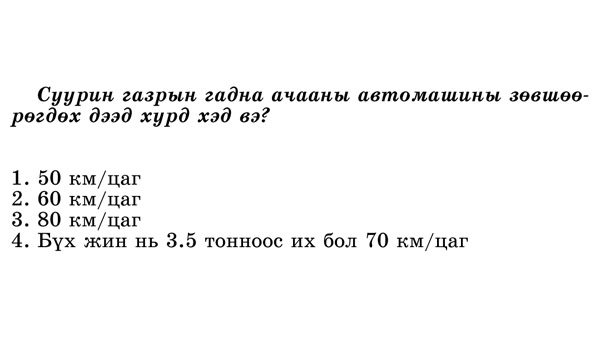 Суурин газрын гадна ачааны автомашины зөвшөө-
рөгдөх дээд хурд хэд вэ?
1. 50 км/цаг
2. 60 км/цаг
3. 80 км/цаг
4. Бүх жин нь 3.5 тонноос их бол 70 км/цаг